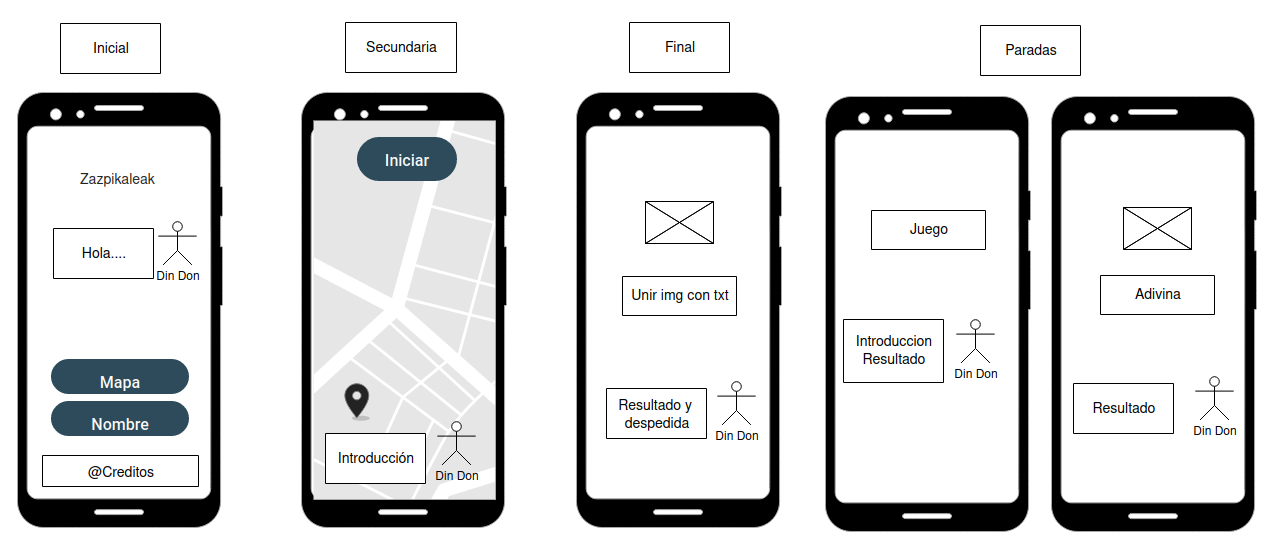 Inicial
Secundaria
Final
Paradas
Zazpikaleak
Hola....
Din Don
Mapa
Nombre
@Creditos
Iniciar
Introducción
Din Don
Unir img con txt
Resultado y
despedida
Din Don
Juego
Introduccion
Resultado
Din Don
Adivina
Resultado
Din Don